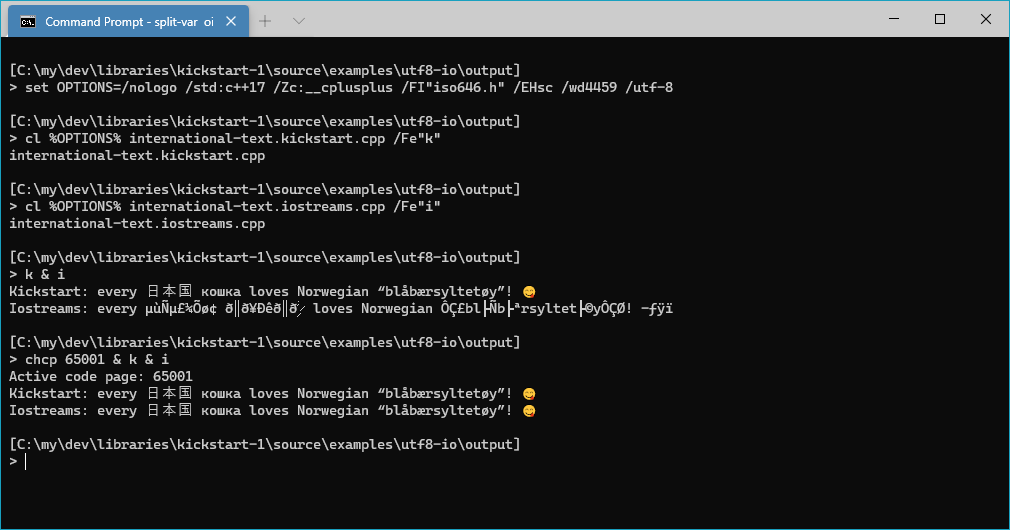 Command Prompt - split-var oi
[C:\my\dev\libraries\kickstart-1\source\examples\utf8-io\output]
> set OPTIONS=/nologo /std:c++17 /Zc:__cplusplus /FI"iso646.h" /EHsc /wd4459 /utf-8
[C:\my\dev\libraries\kickstart-1\source\examples\utf8-io\output]
> cl %OPTIONS% international-text.kickstart.cpp /Fe"k"
international-text.kickstart.cpp
[C:\my\dev\libraries\kickstart-1\source\examples\utf8-io\output]
> cl %OPTIONS% international-text.iostreams.cpp /Fe"i"
international-text.iostreams.cpp
[C:\my\dev\libraries\kickstart-1\source\examples\utf8-io\output]
> k & i
Kickstart: every 日本国 кошка loves Norwegian “blåbærsyltetøy”! 😋
Iostreams: every loves Norwegian ÔÇ£bl├Ñb├ªrsyltet├©yÔÇØ!
[C:\my\dev\libraries\kickstart-1\source\examples\utf8-io\output]
> chcp 65001 & k & i
Active code page: 65001
Kickstart: every 日本国 кошка loves Norwegian “blåbærsyltetøy”! 😋
Iostreams: every 日本国 кошка loves Norwegian “blåbærsyltetøy”! 😋
[C:\my\dev\libraries\kickstart-1\source\examples\utf8-io\output]
>